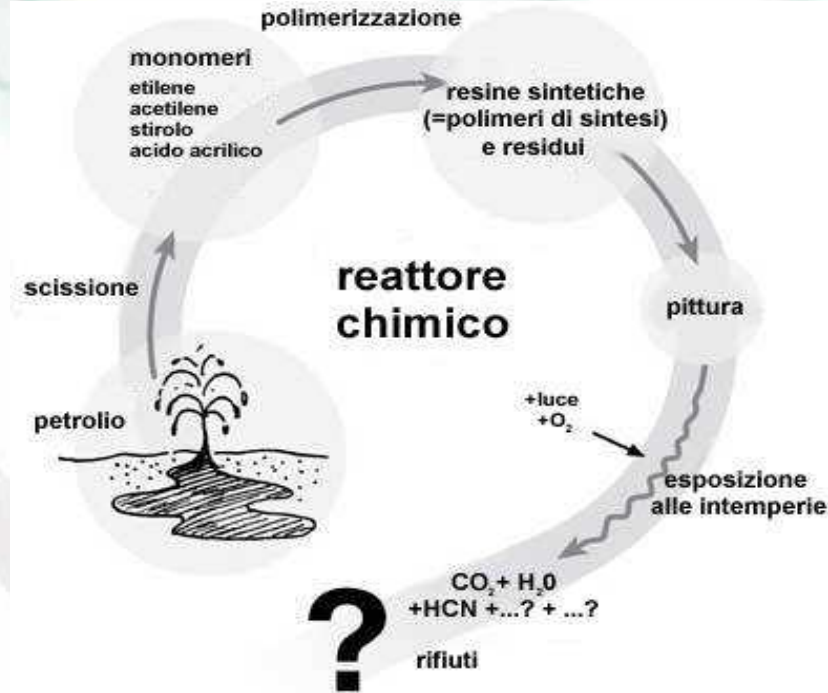 polimerizzazione
monomeri
etilene
acetilene
stirolo
acido acrilico
resine sintetiche
(=polimeri di sintesi)
e residui
scissione
reattore
chimico
pittura
petrolio
+luce
+O₂
esposizione
alle intemperie
CO₂+ H₂0
+HCN +...? + ...?
?
rifiuti